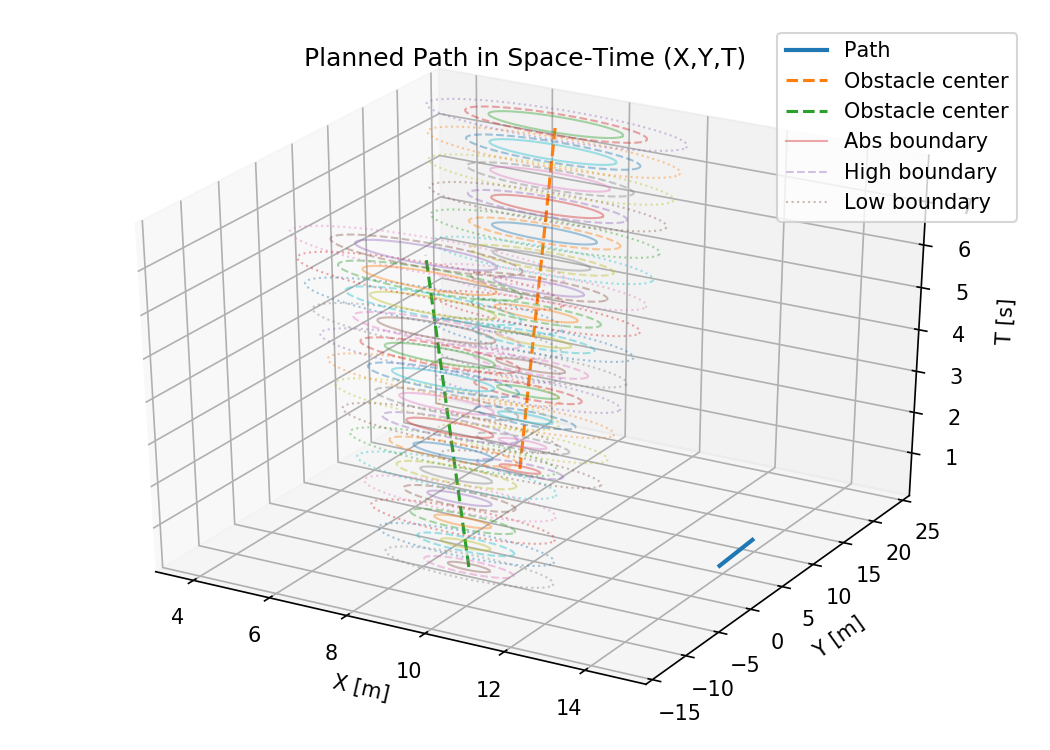 Planned Path in Space-Time (X,Y,T)
Path
Obstacle center
Obstacle center
Abs boundary
High boundary
Low boundary
7
6
5
4
3
2
1
T [s]
25
20
15
10
5
0
−5
−10
−15
Y [m]
4
6
8
10
12
14
X [m]